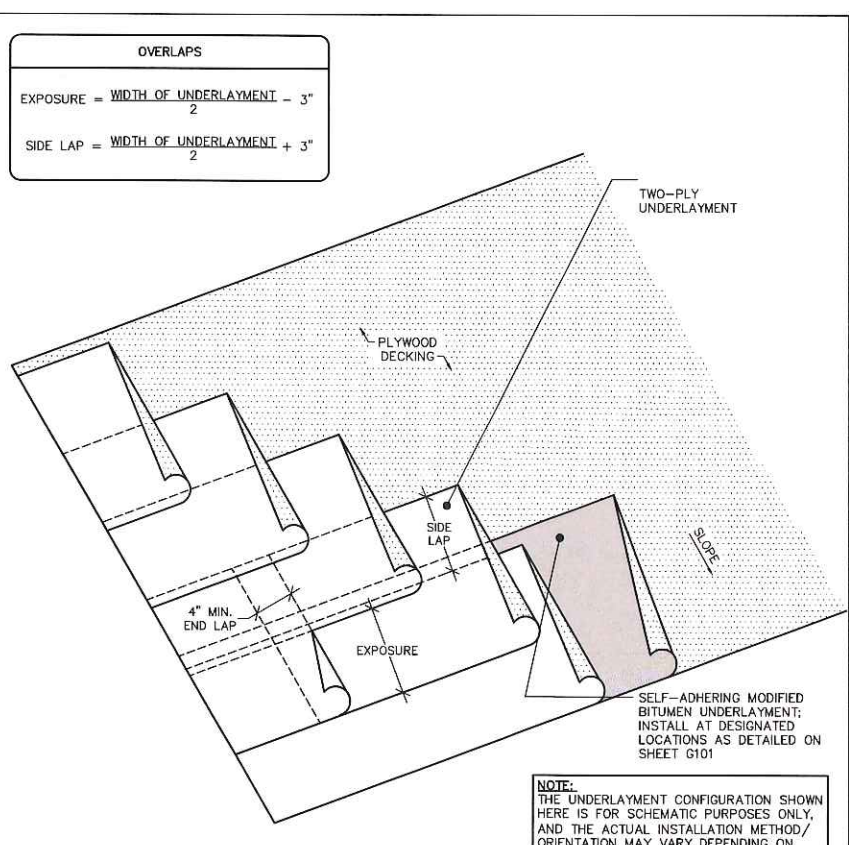 OVERLAPS
EXPOSURE = WIDTH OF UNDERLAYMENT / 2 - 3"
SIDE LAP = WIDTH OF UNDERLAYMENT / 2 + 3"
TWO-PLY
UNDERLAYMENT
PLYWOOD
DECKING
SLOPE
SIDE
LAP
4" MIN.
END LAP
EXPOSURE
SELF-ADHERING MODIFIED
BITUMEN UNDERLAYMENT;
INSTALL AT DESIGNATED
LOCATIONS AS DETAILED ON
SHEET G101
NOTE:
THE UNDERLAYMENT CONFIGURATION SHOWN
HERE IS FOR SCHEMATIC PURPOSES ONLY,
AND THE ACTUAL INSTALLATION METHOD/
ORIENTATION MAY VARY DEPENDING ON